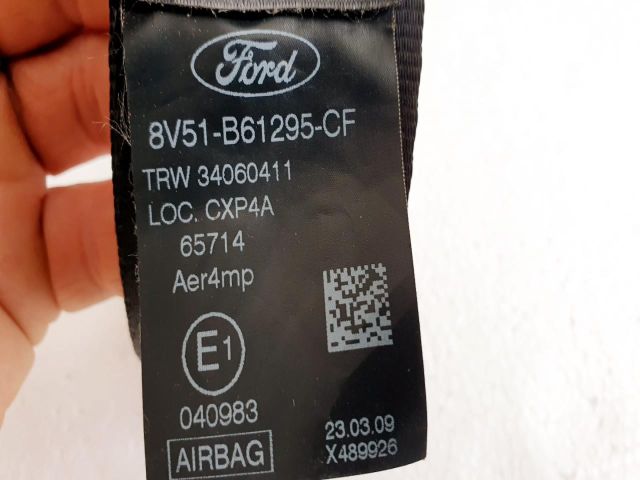 Ford
8V51-B61295-CF
TRW 34060411
LOC. CXP4A
65714
Aer4mp
E1
040983
AIRBAG
23.03.09
X489926